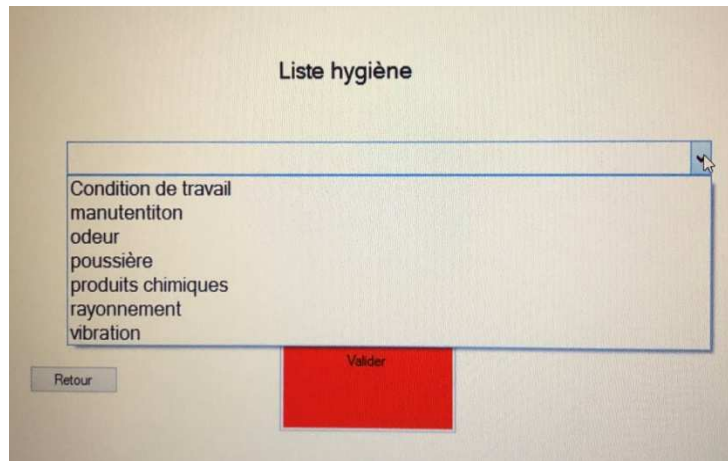 Liste hygiène
Condition de travail
manutentiton
odeur
poussière
produits chimiques
rayonnement
vibration
Valider
Retour